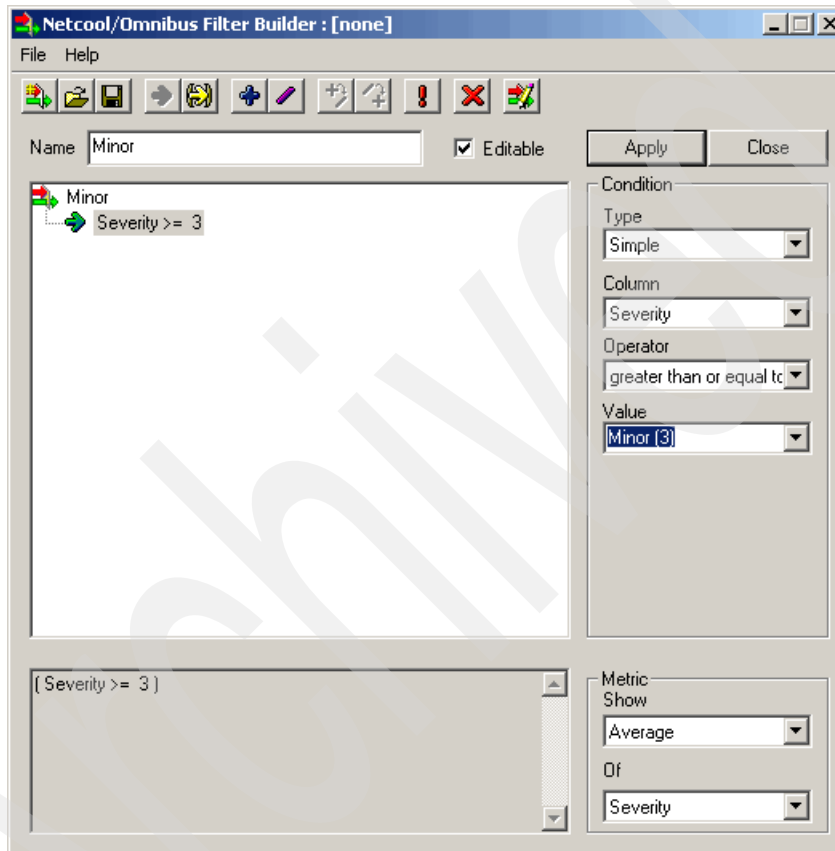 Netcool/Omnibus Filter Builder : [none]
File Help
Name Minor Editable Apply Close
Minor
Severity >= 3
Condition
Type
Simple
Column
Severity
Operator
greater than or equal tc
Value
Minor (3)
( Severity >= 3 )
Metric
Show
Average
Of
Severity